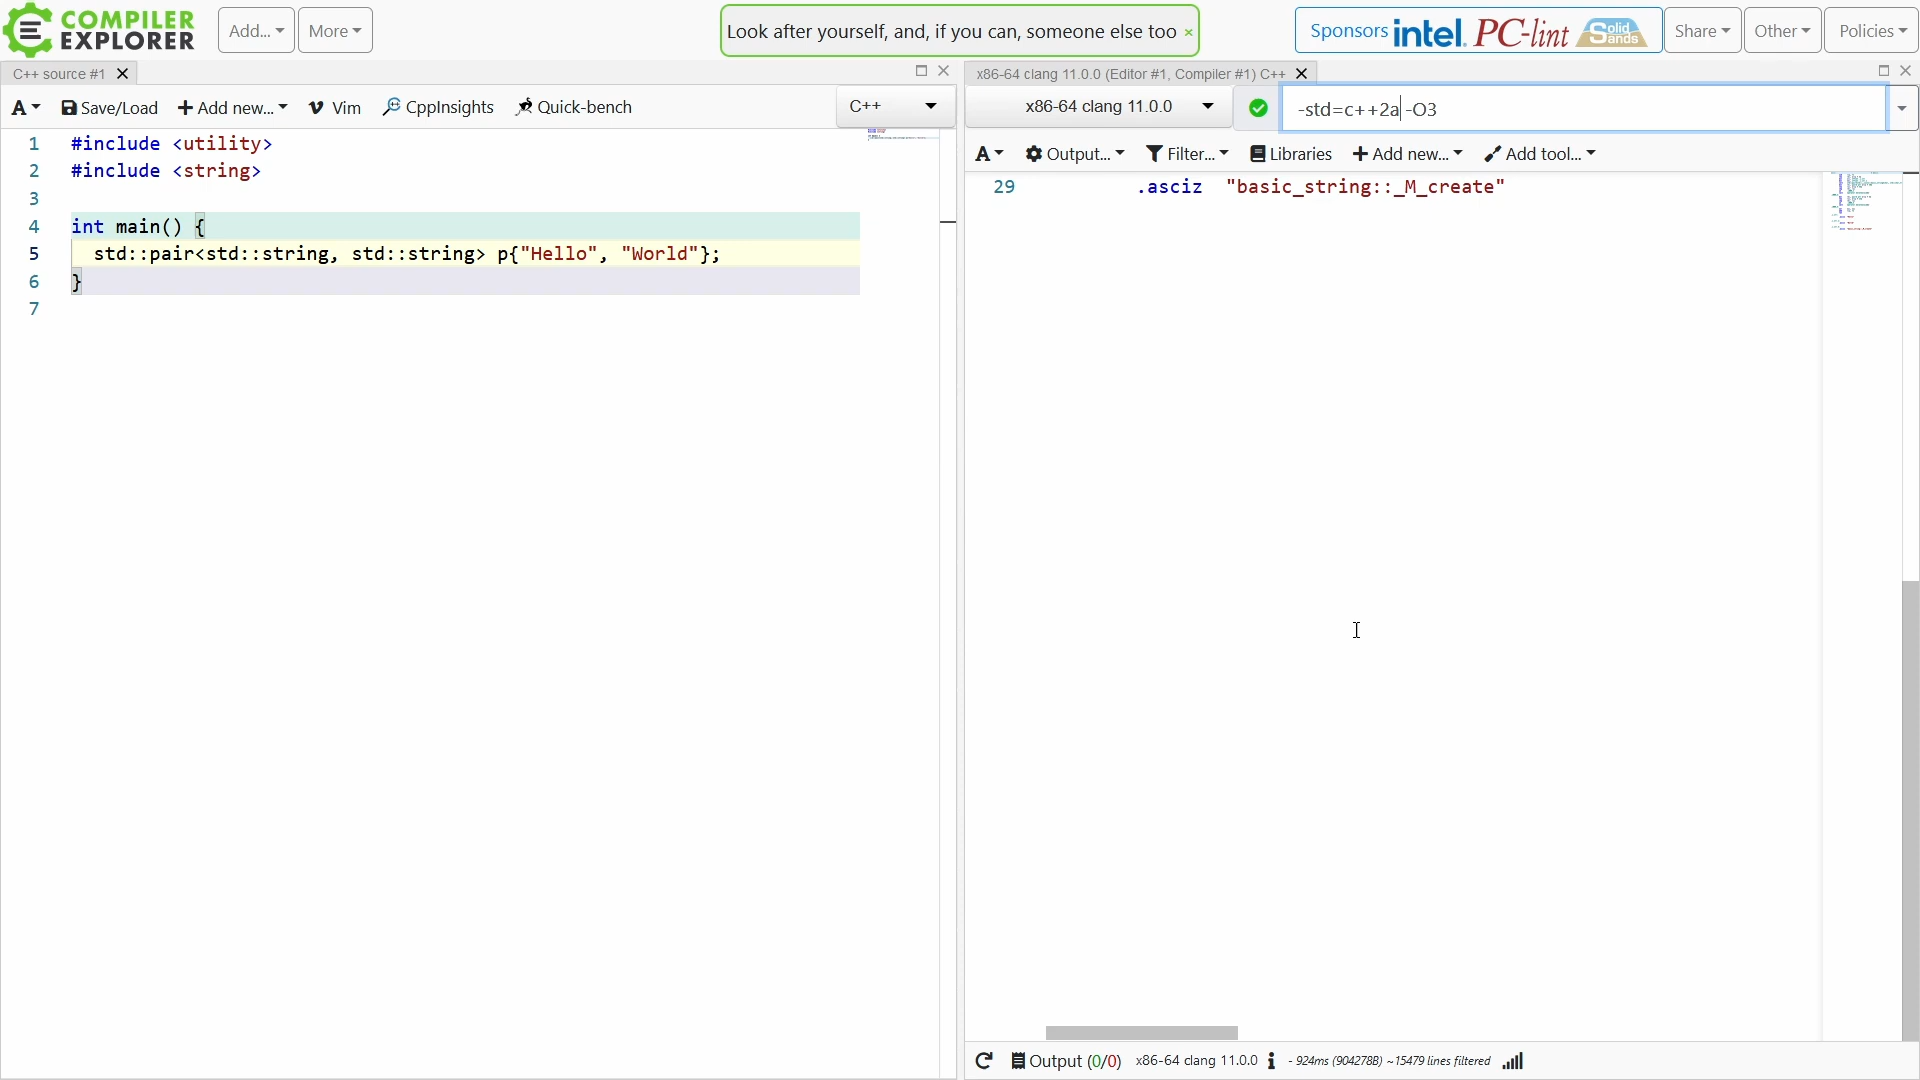 COMPILER
EXPLORER
Add...
More
Look after yourself, and, if you can, someone else too ×
Sponsors intel. PC-lint Solid Sands
Share
Other
Policies
C++ source #1
A
Save/Load
Add new...
Vim
CppInsights
Quick-bench
C++
1 #include <utility>
2 #include <string>
3
4 int main() {
5 std::pair<std::string, std::string> p{"Hello", "World"};
6 }
7
x86-64 clang 11.0.0 (Editor #1, Compiler #1) C++
x86-64 clang 11.0.0
-std=c++2a -O3
A
Output...
Filter...
Libraries
Add new...
Add tool...
29 .asciz "basic_string::_M_create"
Output (0/0) x86-64 clang 11.0.0 i - 924ms (904278B) ~15479 lines filtered